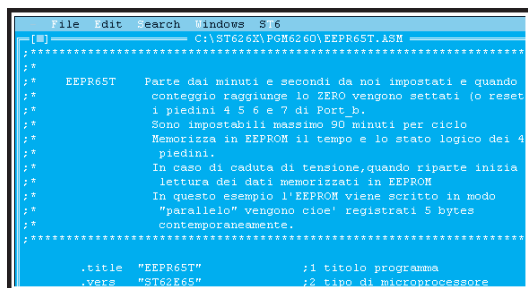 File Edit Search Windows ST6
[■] C:\ST626X\PGM6260\EEPR65T.ASM
;****************************************************************
;*
;* EEPR65T Parte dai minuti e secondi da noi impostati e quando
;* conteggio raggiunge lo ZERO vengono settati (o reset
;* i piedini 4 5 6 e 7 di Port_b.
;* Sono impostabili massimo 90 minuti per ciclo
;* Memorizza in EEPROM il tempo e lo stato logico dei 4
;* piedini.
;* In caso di caduta di tensione,quando riparte inizia
;* lettura dei dati memorizzati in EEPROM
;* In questo esempio l'EEPROM viene scritto in modo
;* "parallelo" vengono cioe' registrati 5 bytes
;* contemporaneamente.
;****************************************************************
.title "EEPR65T" ;1 titolo programma
.vers "ST62E65" ;2 tipo di microprocessore